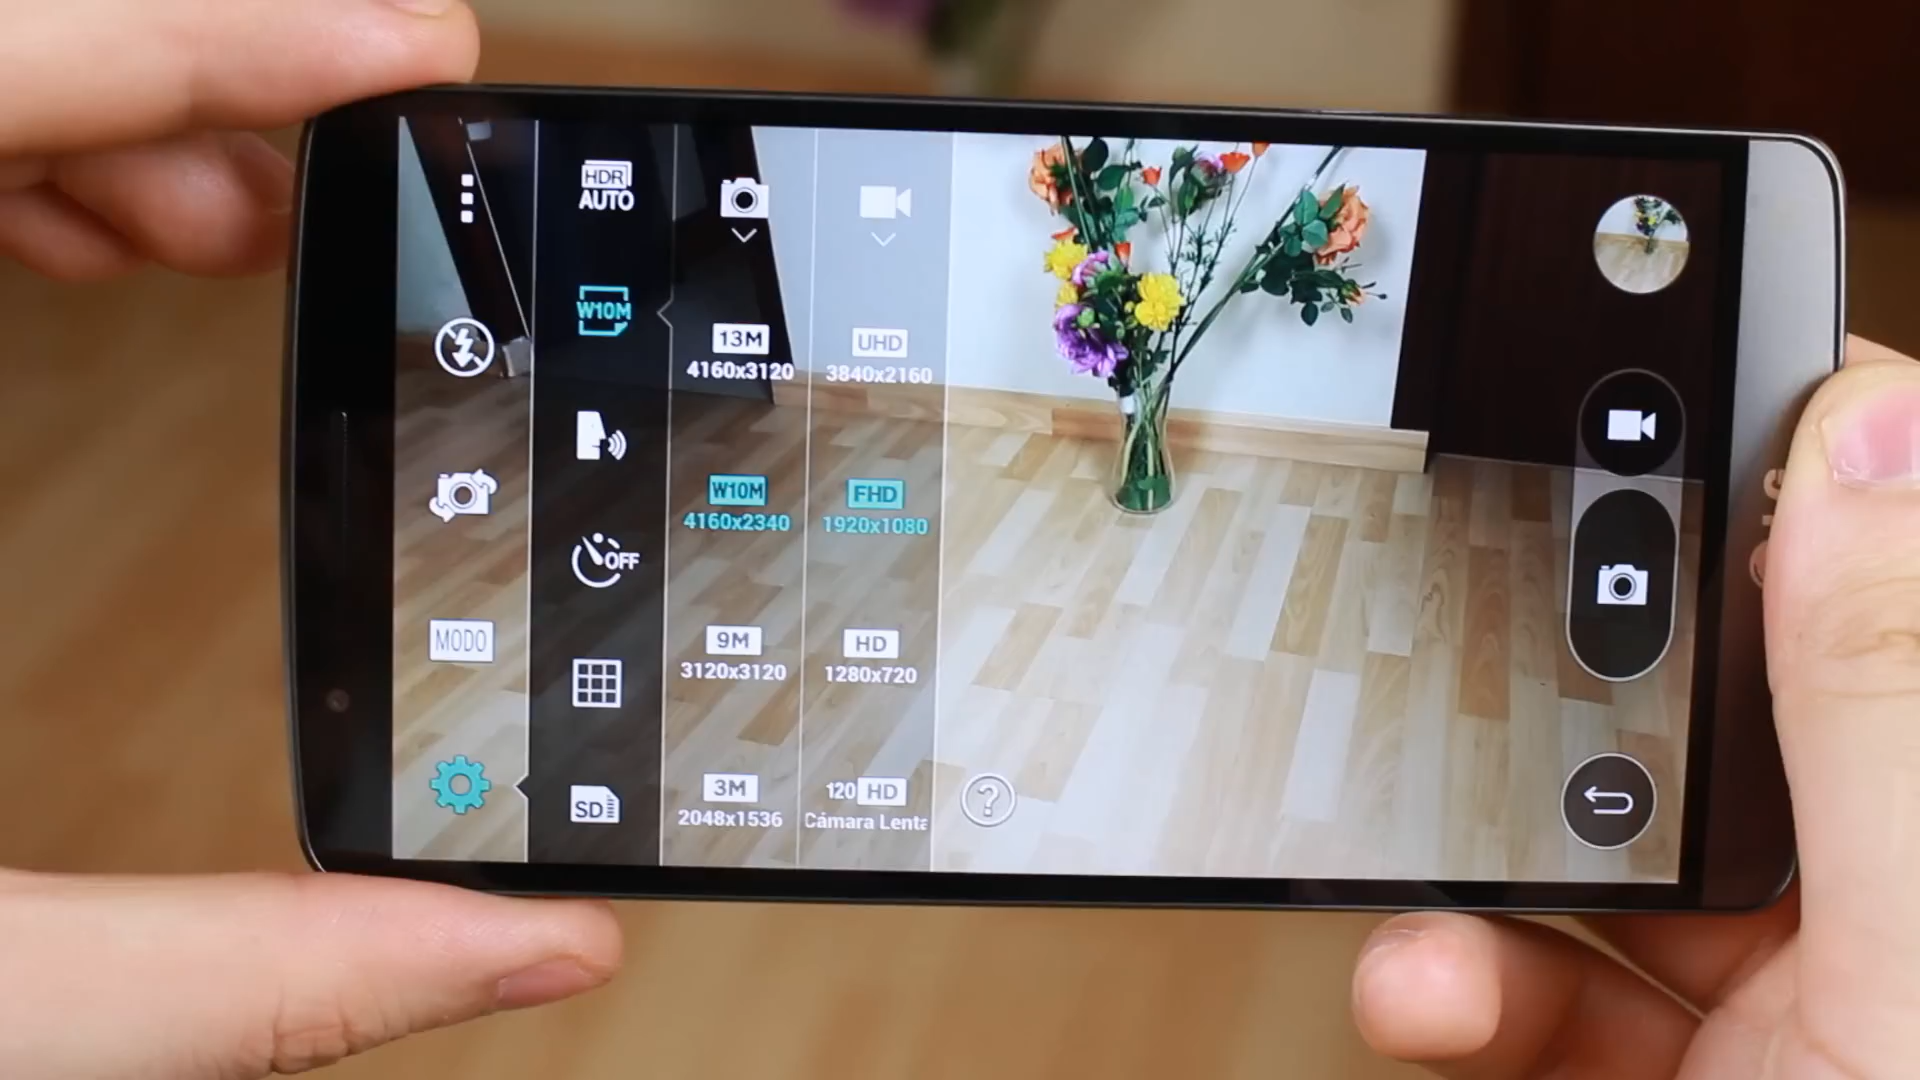 MODO
HDR
AUTO
W10M
OFF
SD
13M
4160x3120
W10M
4160x2340
9M
3120x3120
3M
2048x1536
UHD
3840x2160
FHD
1920x1080
HD
1280x720
120 HD
Cámara Lenta
?